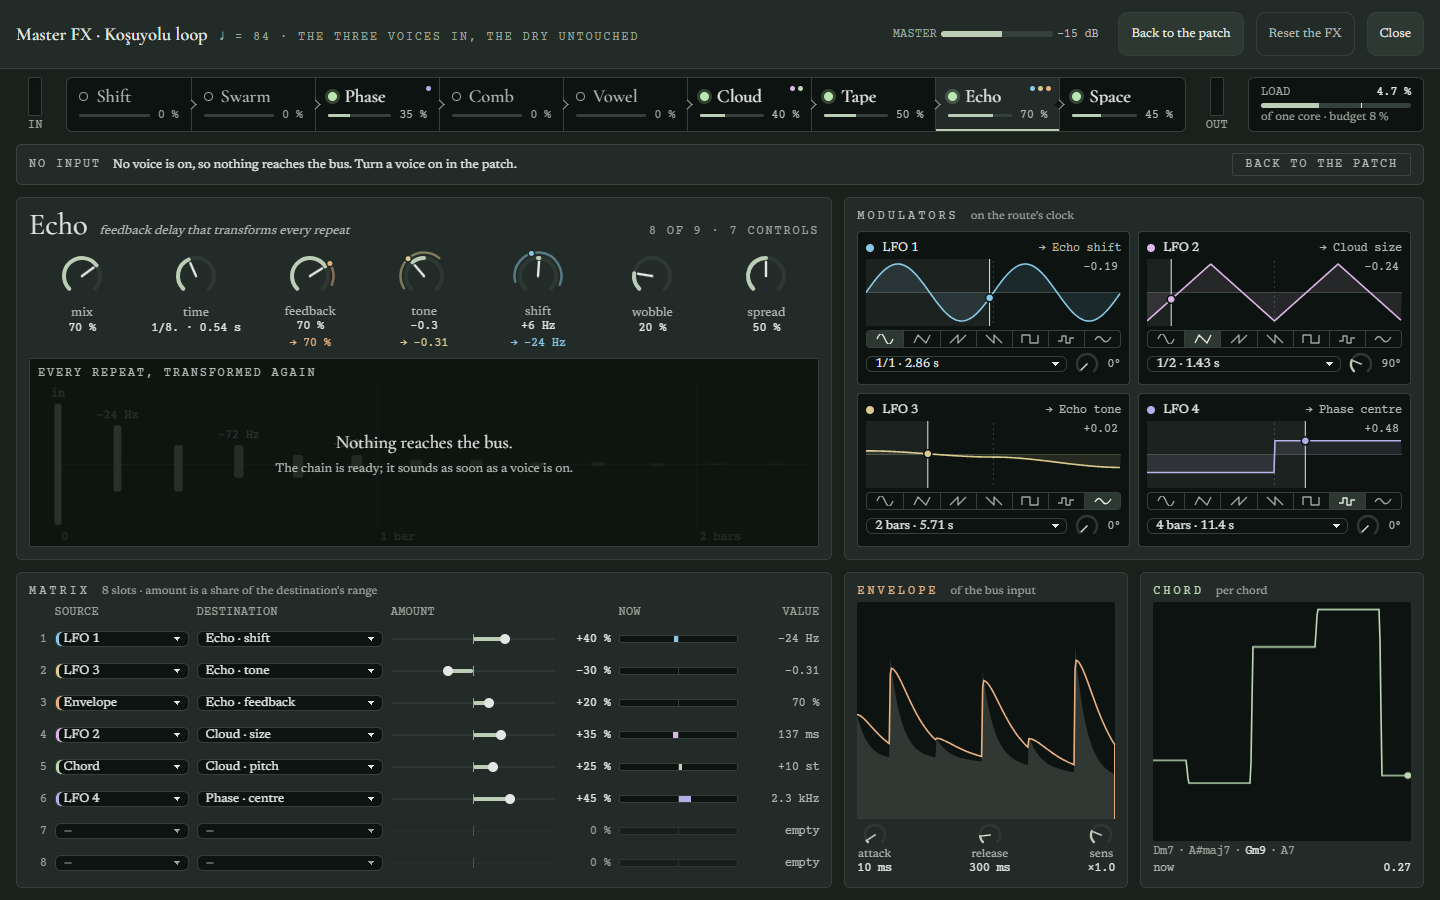 Master FX · Koşuyolu loop ♩ = 84 · THE THREE VOICES IN, THE DRY UNTOUCHED
MASTER −15 dB
Back to the patch
Reset the FX
Close
IN
Shift 0 %
Swarm 0 %
Phase 35 %
Comb 0 %
Vowel 0 %
Cloud 40 %
Tape 50 %
Echo 70 %
Space 45 %
OUT
LOAD 4.7 %
of one core · budget 8 %
NO INPUT No voice is on, so nothing reaches the bus. Turn a voice on in the patch.
BACK TO THE PATCH
Echo feedback delay that transforms every repeat
8 OF 9 · 7 CONTROLS
mix
70 %
time
1/8. · 0.54 s
feedback
70 %
→ 70 %
tone
−0.3
→ −0.31
shift
+6 Hz
→ −24 Hz
wobble
20 %
spread
50 %
EVERY REPEAT, TRANSFORMED AGAIN
in
−24 Hz
−72 Hz
Nothing reaches the bus.
The chain is ready; it sounds as soon as a voice is on.
0 1 bar 2 bars
MODULATORS on the route's clock
LFO 1 → Echo shift
−0.19
1/1 · 2.86 s 0°
LFO 2 → Cloud size
−0.24
1/2 · 1.43 s 90°
LFO 3 → Echo tone
+0.02
2 bars · 5.71 s 0°
LFO 4 → Phase centre
+0.48
4 bars · 11.4 s 0°
MATRIX 8 slots · amount is a share of the destination's range
SOURCE DESTINATION AMOUNT NOW VALUE
1 LFO 1 Echo · shift +40 % −24 Hz
2 LFO 3 Echo · tone −30 % −0.31
3 Envelope Echo · feedback +20 % 70 %
4 LFO 2 Cloud · size +35 % 137 ms
5 Chord Cloud · pitch +25 % +10 st
6 LFO 4 Phase · centre +45 % 2.3 kHz
7 — — 0 % empty
8 — — 0 % empty
ENVELOPE of the bus input
attack
10 ms
release
300 ms
sens
×1.0
CHORD per chord
Dm7 · A#maj7 · Gm9 · A7
now 0.27